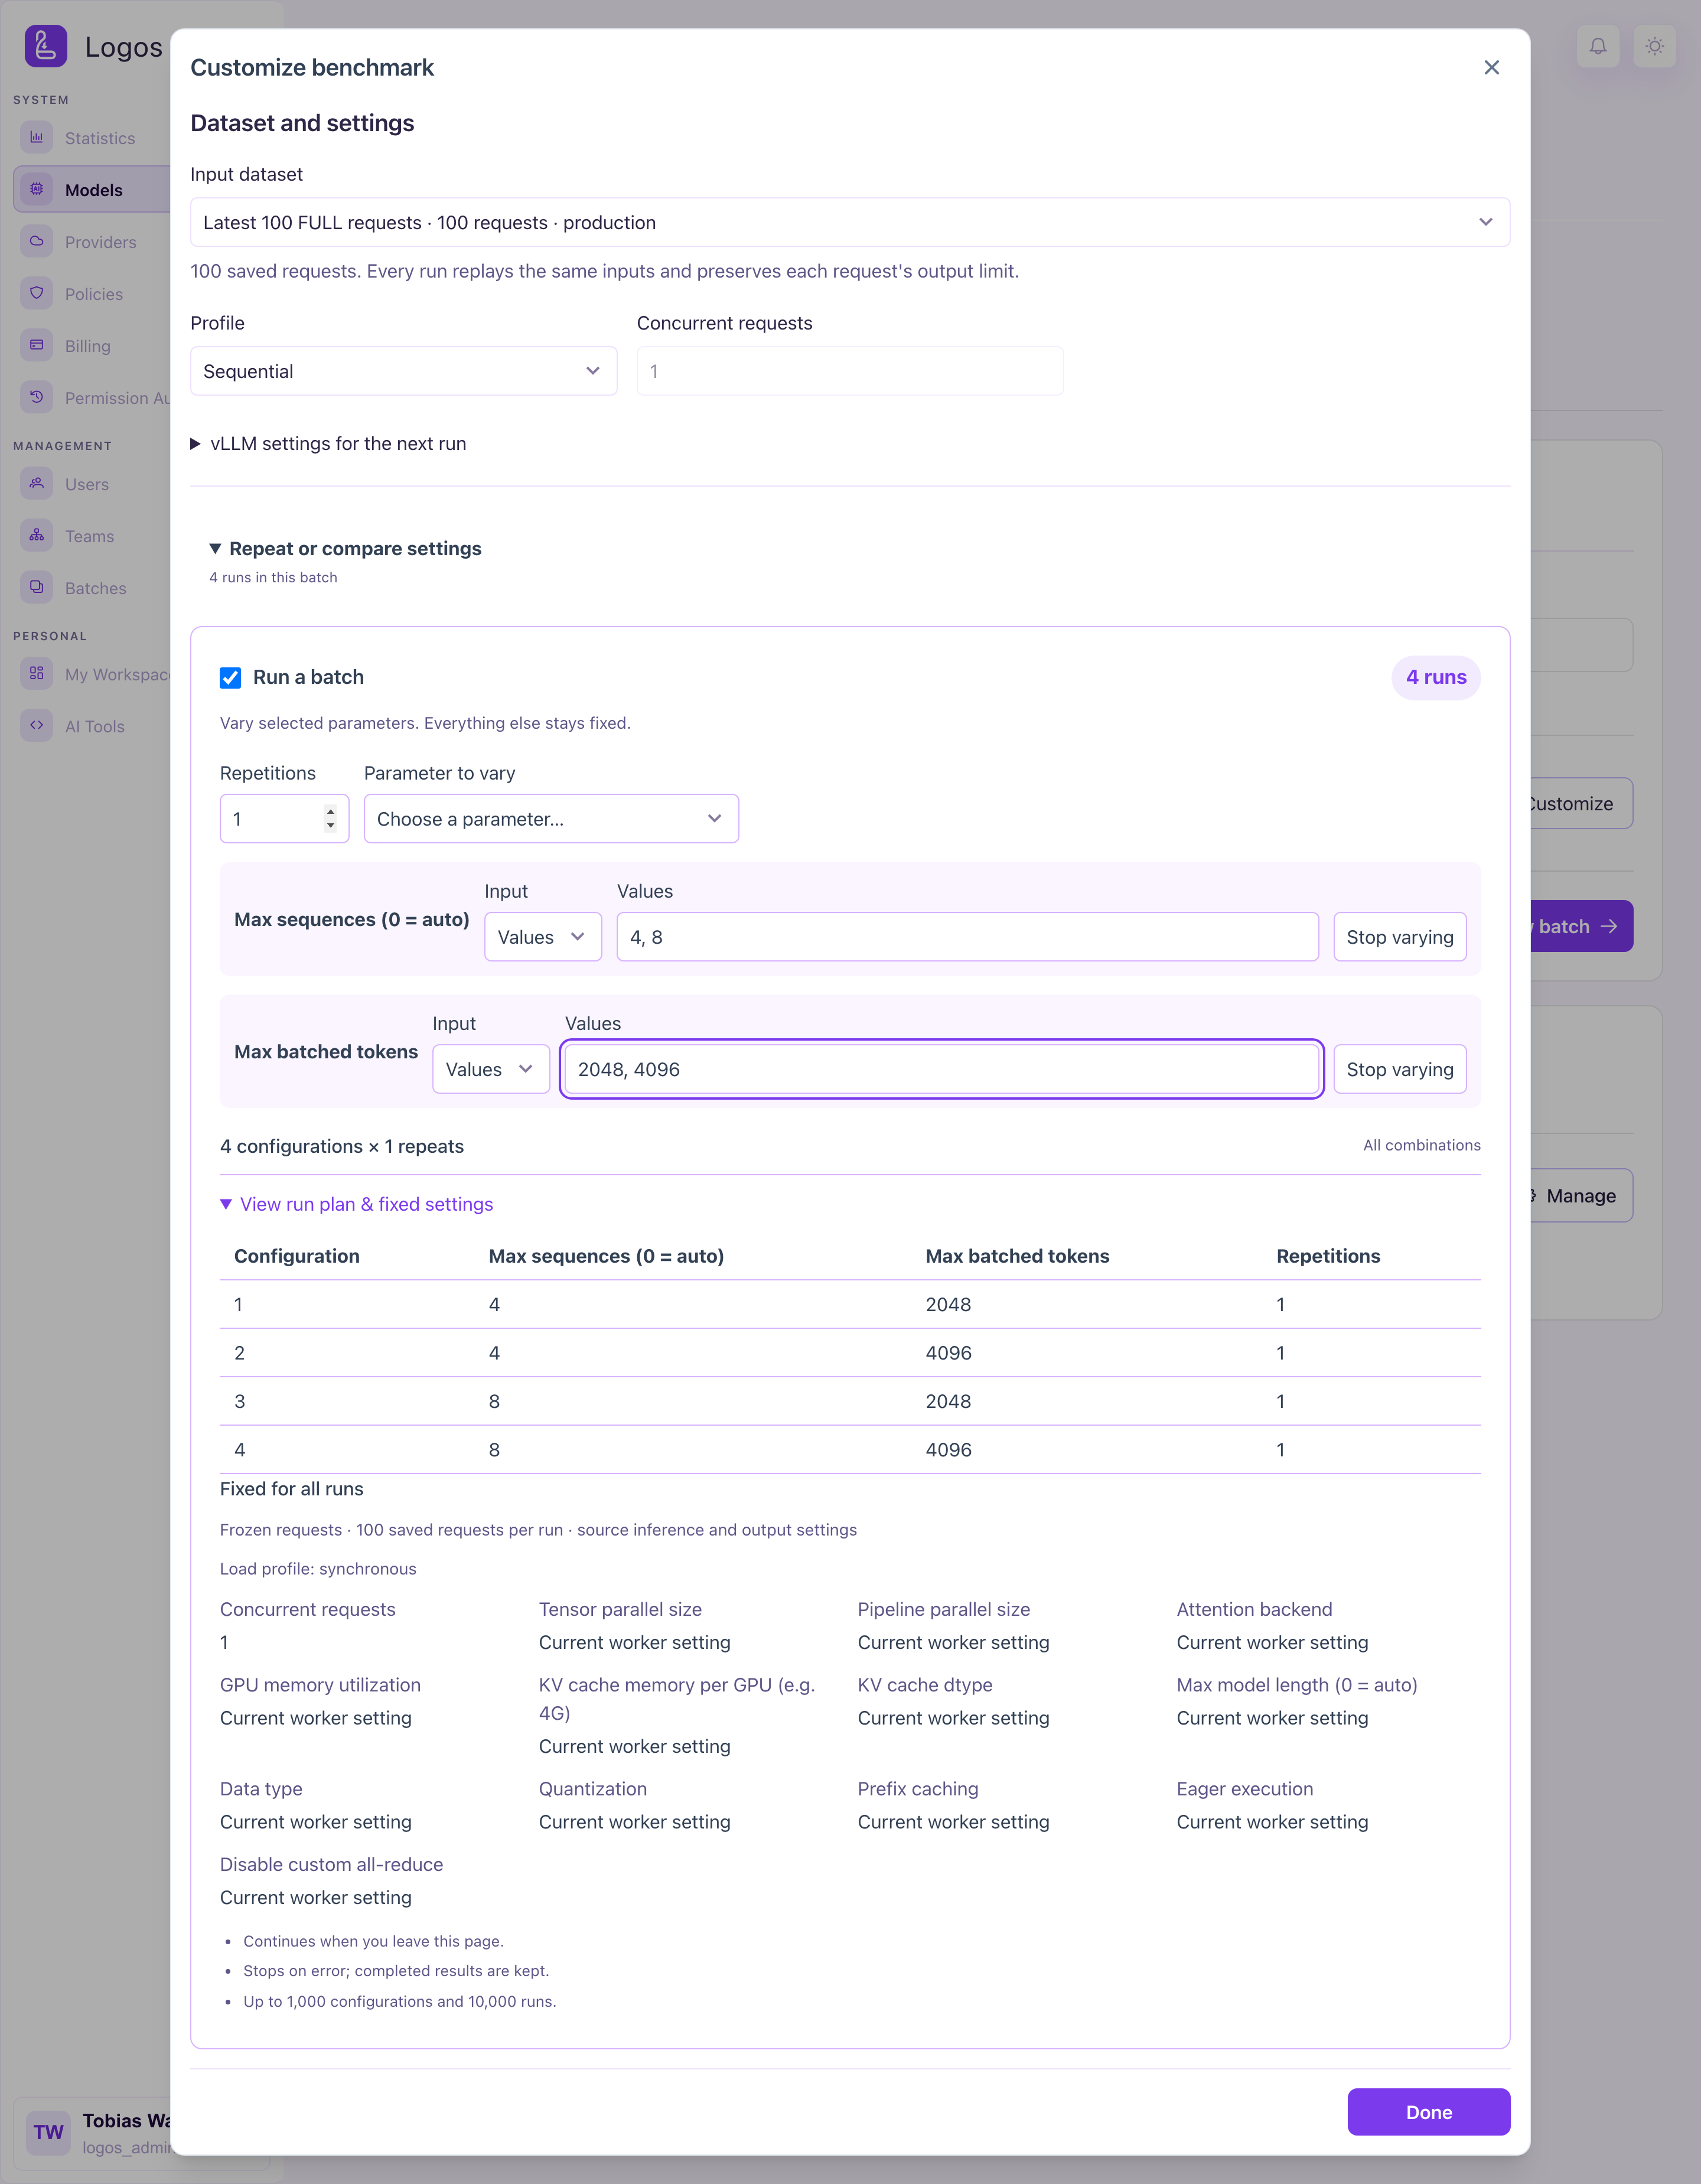 Logos
SYSTEM
Statistics
Models
Providers
Policies
Billing
Permission
MANAGEMENT
Users
Teams
Batches
PERSONAL
My
AI Tools
TW
Tobias
Customize benchmark
Dataset and settings
Input dataset
Latest 100 FULL requests · 100 requests · production
100 saved requests. Every run replays the same inputs and preserves each request's output limit.
Profile Concurrent requests
Sequential 1
vLLM settings for the next run
Repeat or compare settings
4 runs in this batch
Run a batch 4 runs
Vary selected parameters. Everything else stays fixed.
Repetitions Parameter to vary
1 Choose a parameter...
Input Values
Max sequences (0 = auto) Values 4, 8 Stop varying
Input Values
Max batched tokens Values 2048, 4096 Stop varying
4 configurations × 1 repeats All combinations
View run plan & fixed settings
Configuration Max sequences (0 = auto) Max batched tokens Repetitions
1 4 2048 1
2 4 4096 1
3 8 2048 1
4 8 4096 1
Fixed for all runs
Frozen requests · 100 saved requests per run · source inference and output settings
Load profile: synchronous
Concurrent requests Tensor parallel size Pipeline parallel size Attention backend
1 Current worker setting Current worker setting Current worker setting
GPU memory utilization KV cache memory per GPU (e.g. 4G) KV cache dtype Max model length (0 = auto)
Current worker setting Current worker setting Current worker setting Current worker setting
Data type Quantization Prefix caching Eager execution
Current worker setting Current worker setting Current worker setting Current worker setting
Disable custom all-reduce
Current worker setting
• Continues when you leave this page.
• Stops on error; completed results are kept.
• Up to 1,000 configurations and 10,000 runs.
Done
batch →
Manage